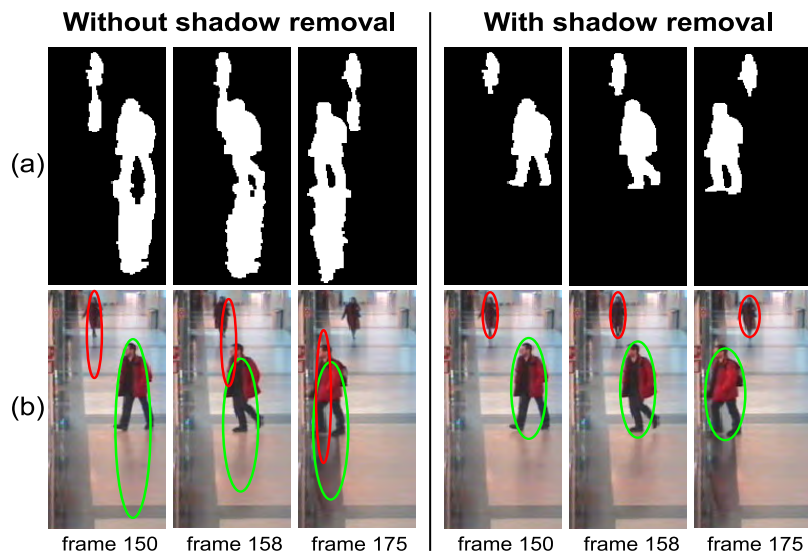 Without shadow removal
With shadow removal
(a)
(b)
frame 150
frame 158
frame 175
frame 150
frame 158
frame 175